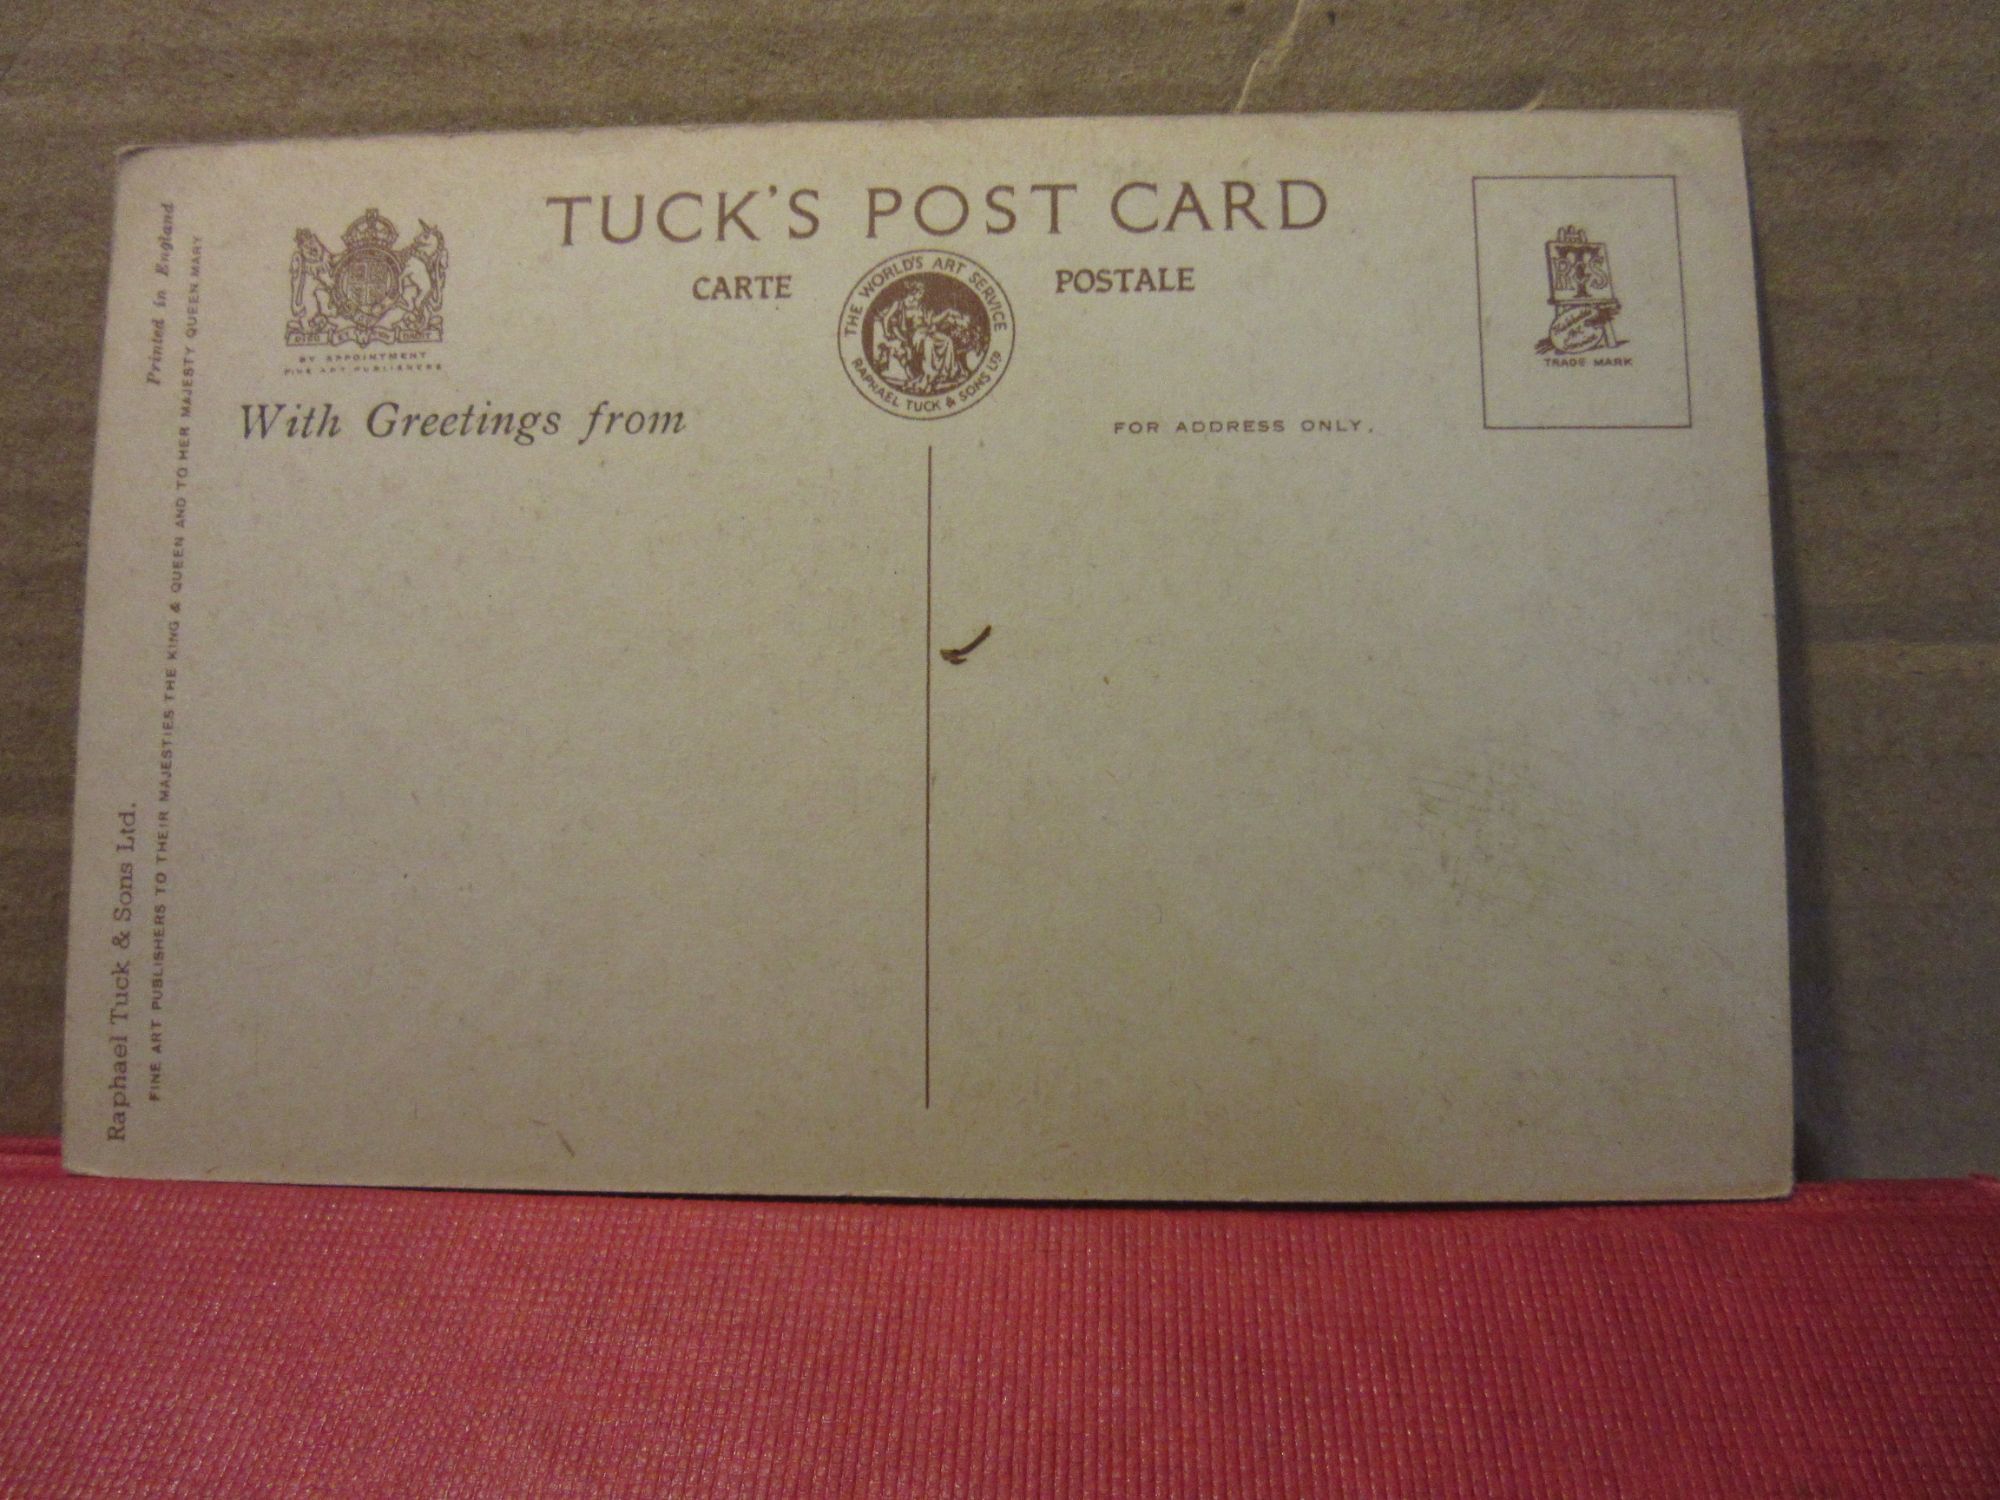 TUCK'S POST CARD
CARTE POSTALE
THE WORLD'S ART SERVICE
RAPHAEL TUCK & SONS LTD
BY APPOINTMENT
FINE ART PUBLISHERS
With Greetings from
FOR ADDRESS ONLY.
RTS
TRADE MARK
Printed in England
FINE ART PUBLISHERS TO THEIR MAJESTIES THE KING & QUEEN AND TO HER MAJESTY QUEEN MARY
Raphael Tuck & Sons Ltd.